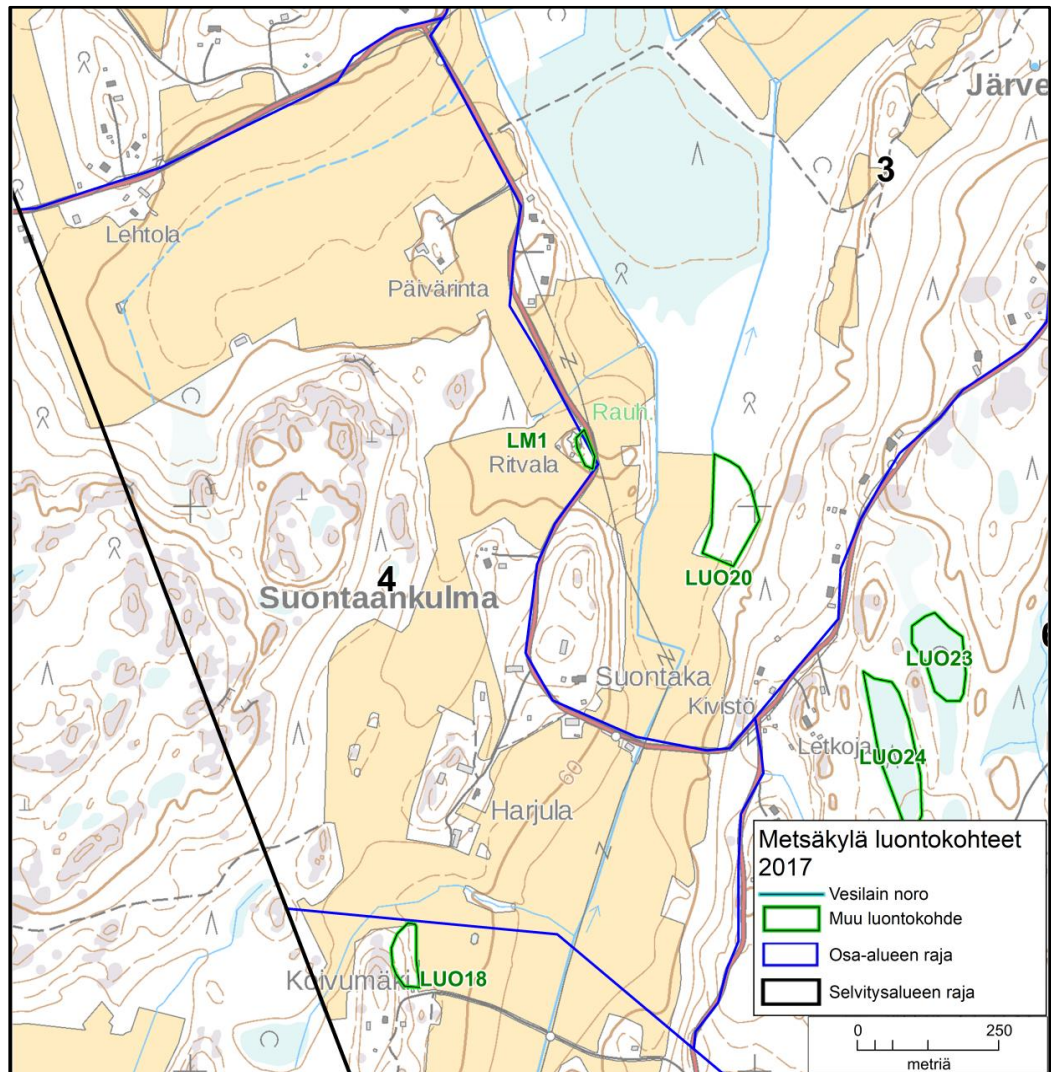 Järve
3
Lehtola
Päivärinta
Rauh.
LM1
Ritvala
4
Suontaankulma
LUO20
LUO23
Suontaka
Kivistö
Letkoja
LUO24
60
Harjula
Koivumäki
LUO18
Metsäkylä luontokohteet
2017
Vesilain noro
Muu luontokohde
Osa-alueen raja
Selvitysalueen raja
0 250
metriä